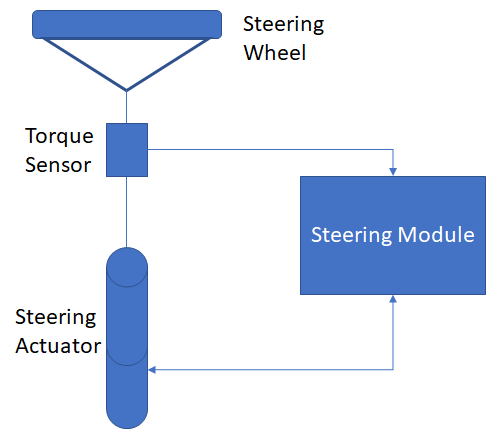 Steering
Wheel
Torque
Sensor
Steering Module
Steering
Actuator